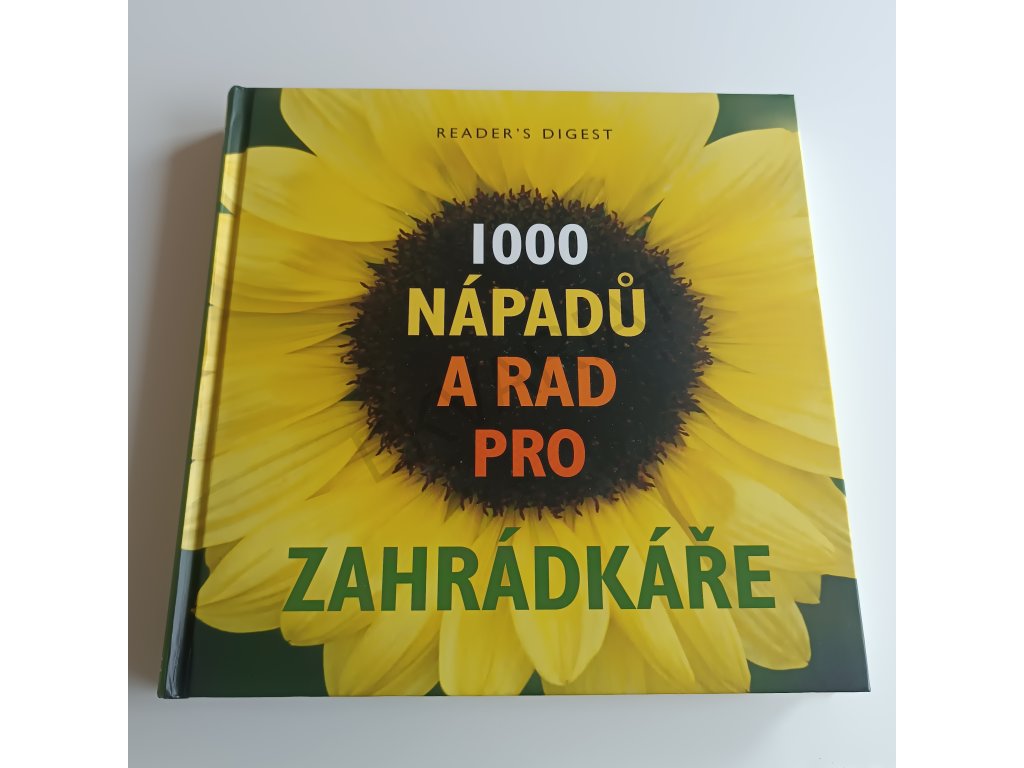 READER'S DIGEST
1000
NÁPADŮ
A RAD
PRO
ZAHRÁDKÁŘE